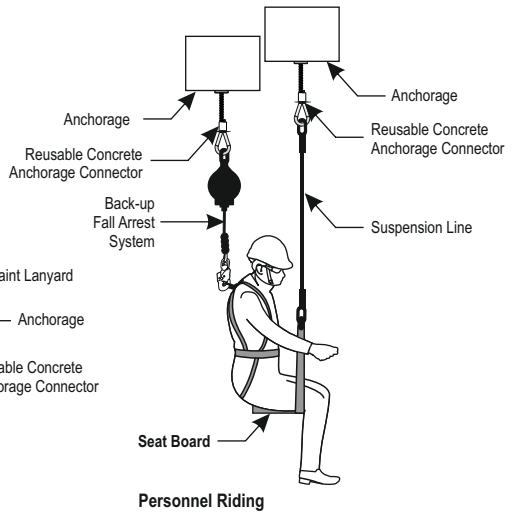 Anchorage
Anchorage
Reusable Concrete
Anchorage Connector
Reusable Concrete
Anchorage Connector
Back-up
Fall Arrest
System
Suspension Line
aint Lanyard
Anchorage
able Concrete
orage Connector
Seat Board
Personnel Riding